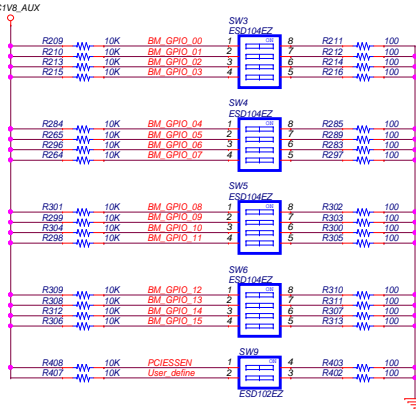 C1V8_AUX
SW3
ESD104EZ
R209 10K BM_GPIO_00 1 8 R211 100
R210 10K BM_GPIO_01 2 7 R212 100
R213 10K BM_GPIO_02 3 6 R214 100
R215 10K BM_GPIO_03 4 5 R216 100
SW4
ESD104EZ
R284 10K BM_GPIO_04 1 8 R285 100
R265 10K BM_GPIO_05 2 7 R289 100
R296 10K BM_GPIO_06 3 6 R283 100
R264 10K BM_GPIO_07 4 5 R297 100
SW5
ESD104EZ
R301 10K BM_GPIO_08 1 8 R302 100
R299 10K BM_GPIO_09 2 7 R303 100
R304 10K BM_GPIO_10 3 6 R300 100
R298 10K BM_GPIO_11 4 5 R305 100
SW6
ESD104EZ
R309 10K BM_GPIO_12 1 8 R310 100
R308 10K BM_GPIO_13 2 7 R311 100
R312 10K BM_GPIO_14 3 6 R307 100
R306 10K BM_GPIO_15 4 5 R313 100
SW9
R408 10K PCIESSEN 1 4 R403 100
R407 10K User_define 2 3 R402 100
ESD102EZ